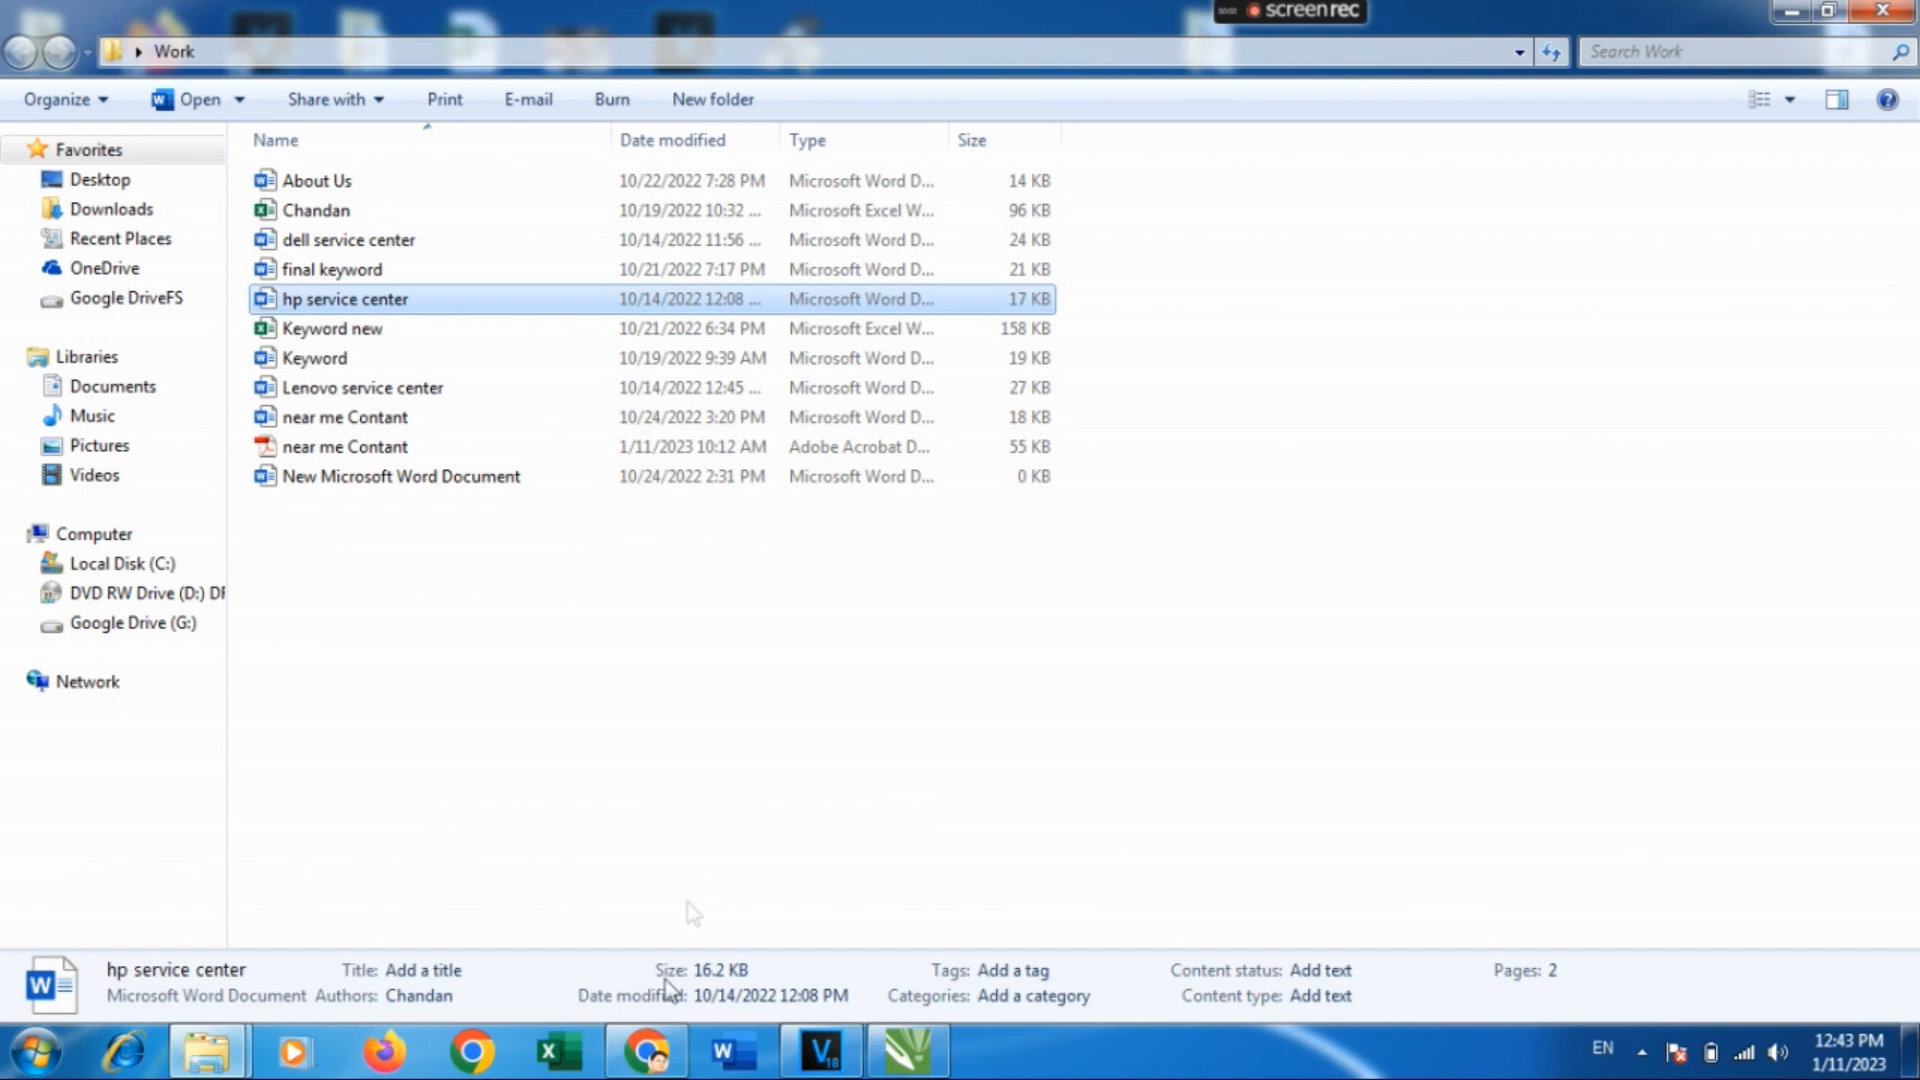 screenrec
Work
Search Work
Organize Open Share with Print E-mail Burn New folder
Name Date modified Type Size
Favorites
Desktop
Downloads
Recent Places
OneDrive
Google DriveFS
Libraries
Documents
Music
Pictures
Videos
Computer
Local Disk (C:)
DVD RW Drive (D:) DF
Google Drive (G:)
Network
About Us 10/22/2022 7:28 PM Microsoft Word D... 14 KB
Chandan 10/19/2022 10:32 ... Microsoft Excel W... 96 KB
dell service center 10/14/2022 11:56 ... Microsoft Word D... 24 KB
final keyword 10/21/2022 7:17 PM Microsoft Word D... 21 KB
hp service center 10/14/2022 12:08 ... Microsoft Word D... 17 KB
Keyword new 10/21/2022 6:34 PM Microsoft Excel W... 158 KB
Keyword 10/19/2022 9:39 AM Microsoft Word D... 19 KB
Lenovo service center 10/14/2022 12:45 ... Microsoft Word D... 27 KB
near me Contant 10/24/2022 3:20 PM Microsoft Word D... 18 KB
near me Contant 1/11/2023 10:12 AM Adobe Acrobat D... 55 KB
New Microsoft Word Document 10/24/2022 2:31 PM Microsoft Word D... 0 KB
hp service center Title: Add a title Size: 16.2 KB Tags: Add a tag Content status: Add text Pages: 2
Microsoft Word Document Authors: Chandan Date modified: 10/14/2022 12:08 PM Categories: Add a category Content type: Add text
EN
12:43 PM
1/11/2023